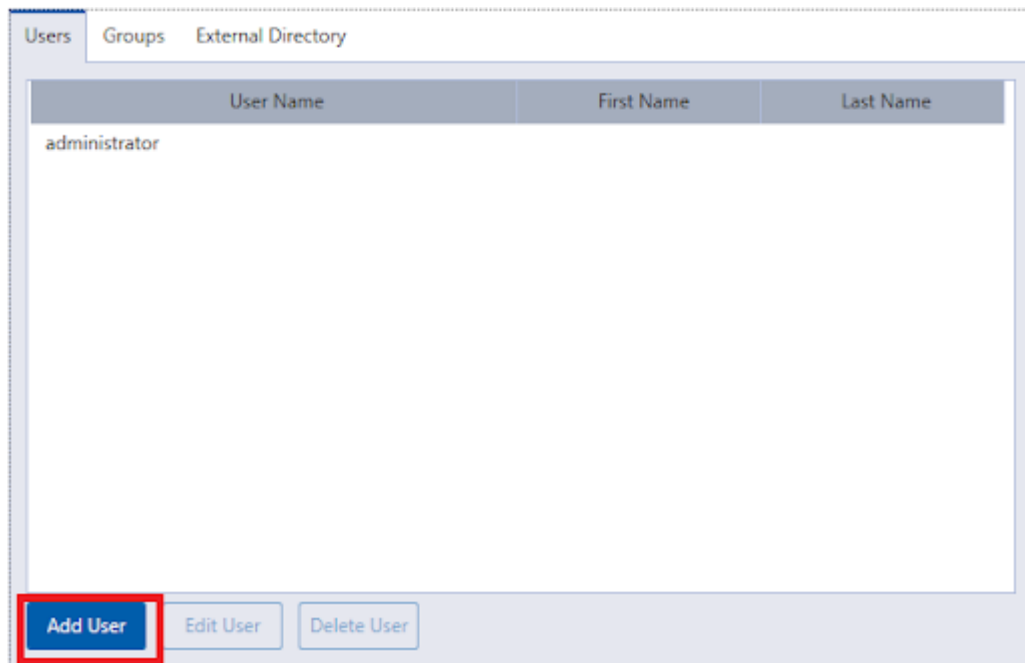 Users Groups External Directory
User Name First Name Last Name
administrator
Add User Edit User Delete User